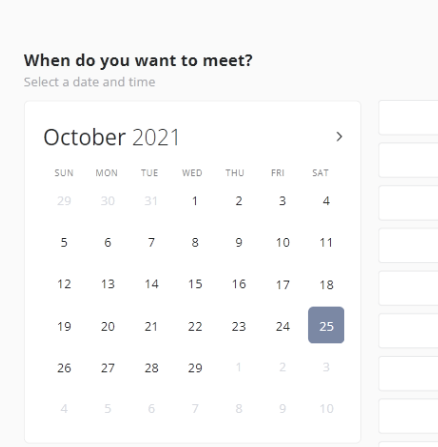 When do you want to meet?
Select a date and time
October 2021
SUN MON TUE WED THU FRI SAT
29 30 31 1 2 3 4
5 6 7 8 9 10 11
12 13 14 15 16 17 18
19 20 21 22 23 24 25
26 27 28 29 1 2 3
4 5 6 7 8 9 10